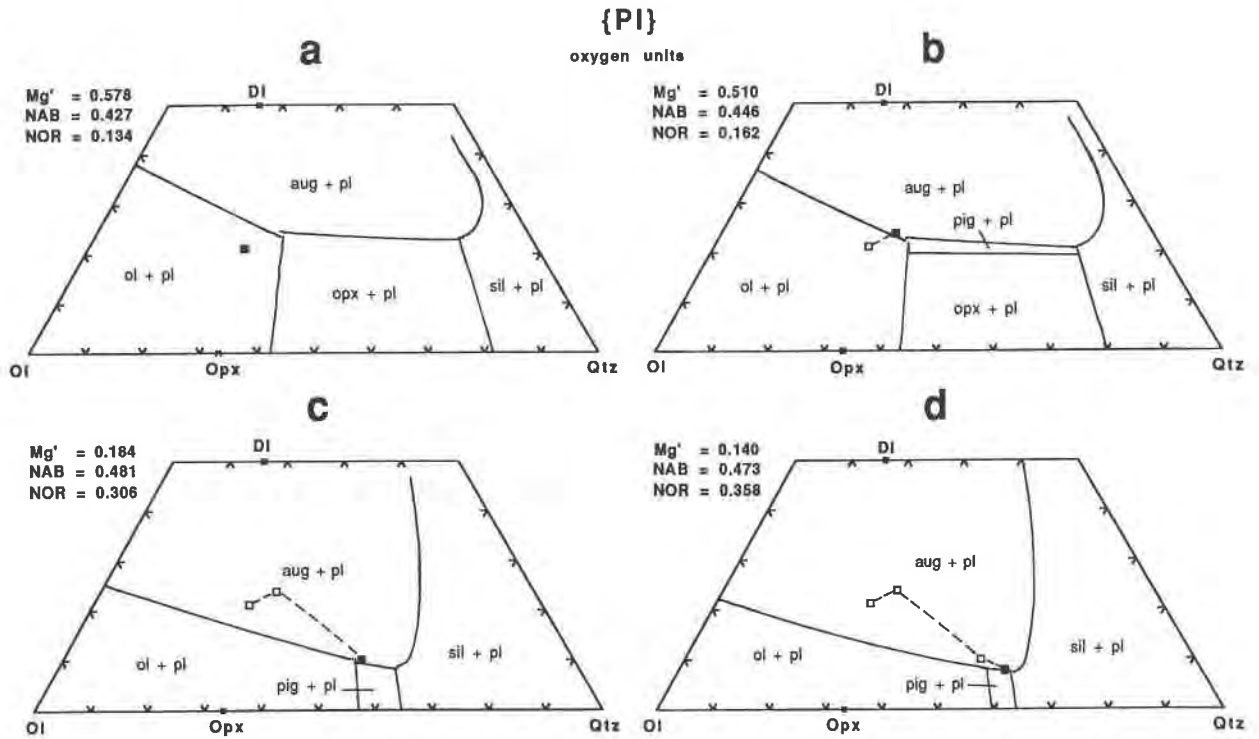 {Pl}
oxygen units
a
Mg' = 0.578
NAB = 0.427
NOR = 0.134
DI
aug + pl
ol + pl
opx + pl
sil + pl
Ol
Opx
Qtz
b
Mg' = 0.510
NAB = 0.446
NOR = 0.162
DI
aug + pl
pig + pl
ol + pl
opx + pl
sil + pl
Ol
Opx
Qtz
c
Mg' = 0.184
NAB = 0.481
NOR = 0.306
DI
aug + pl
ol + pl
sil + pl
pig + pl
Ol
Opx
Qtz
d
Mg' = 0.140
NAB = 0.473
NOR = 0.358
DI
aug + pl
ol + pl
sil + pl
pig + pl
Ol
Opx
Qtz